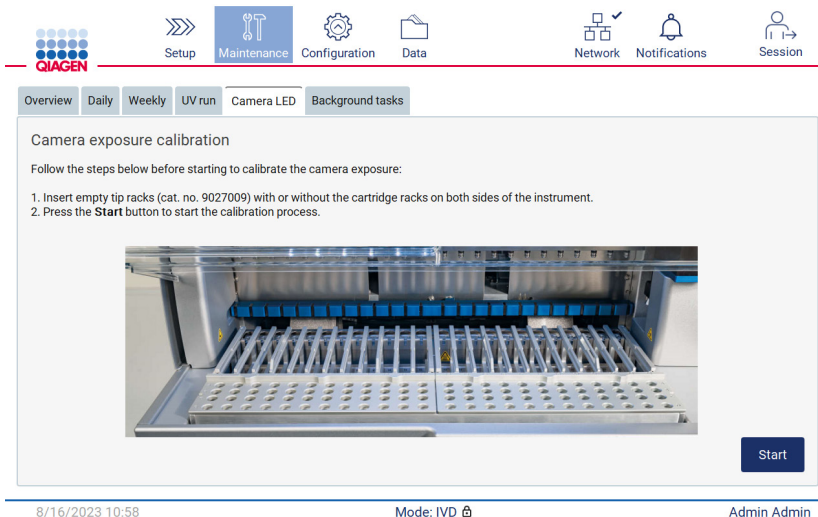 QIAGEN
Setup
Maintenance
Configuration
Data
Network
Notifications
Session
Overview
Daily
Weekly
UV run
Camera LED
Background tasks
Camera exposure calibration
Follow the steps below before starting to calibrate the camera exposure:
1. Insert empty tip racks (cat. no. 9027009) with or without the cartridge racks on both sides of the instrument.
2. Press the Start button to start the calibration process.
Start
8/16/2023 10:58
Mode: IVD
Admin Admin